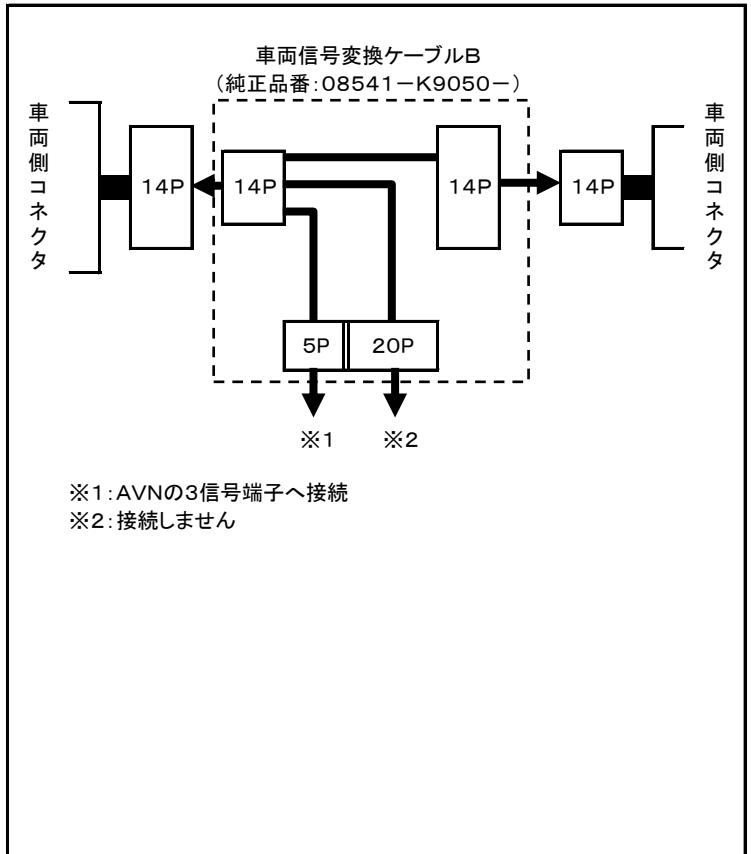 車両信号変換ケーブルB
（純正品番：08541－K9050－）
車両側コネクタ
14P
14P
14P
14P
車両側コネクタ
5P
20P
※1
※2
※1：AVNの3信号端子へ接続
※2：接続しません